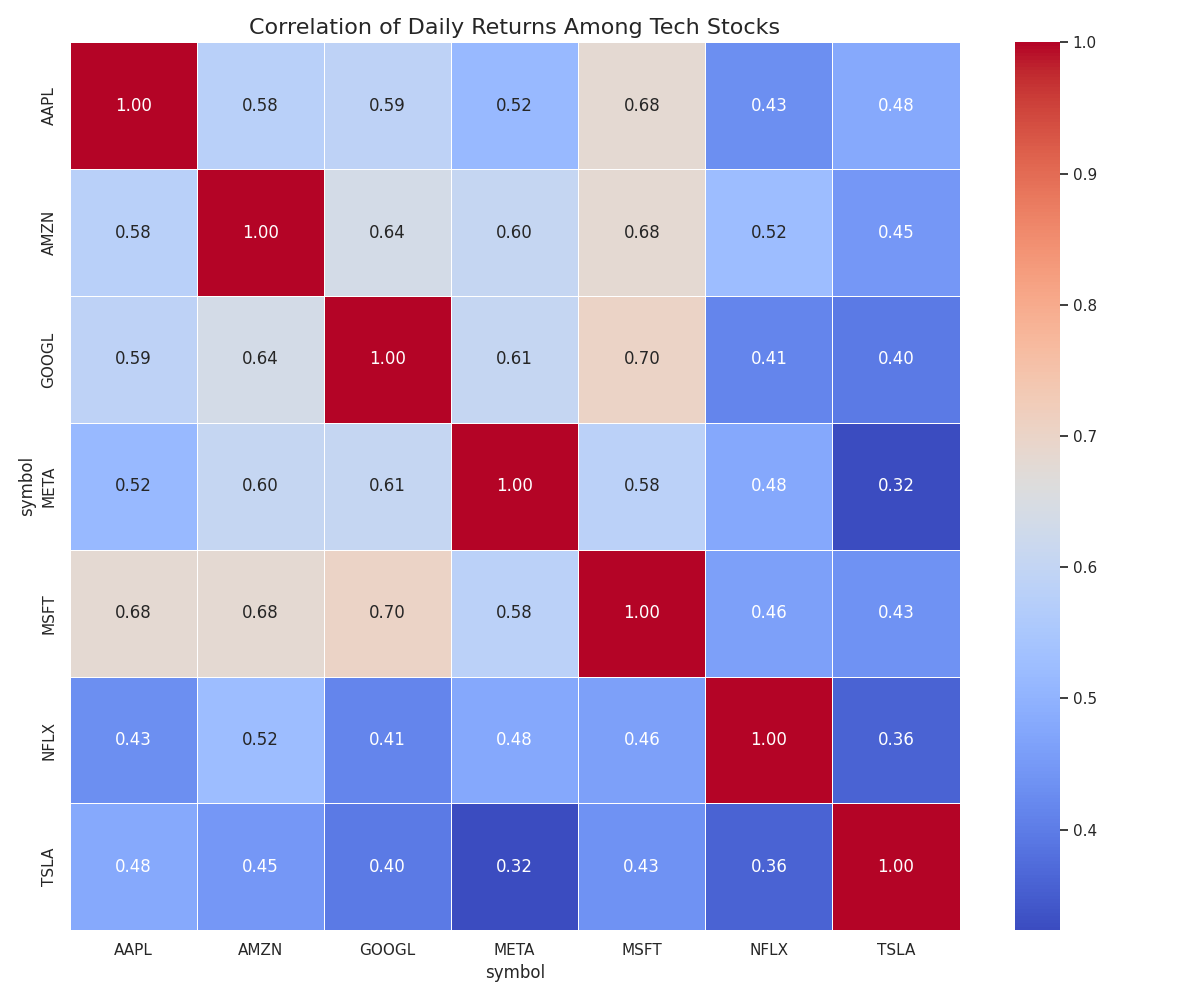 Correlation of Daily Returns Among Tech Stocks
AAPL 1.00 0.58 0.59 0.52 0.68 0.43 0.48
AMZN 0.58 1.00 0.64 0.60 0.68 0.52 0.45
GOOGL 0.59 0.64 1.00 0.61 0.70 0.41 0.40
symbol
META 0.52 0.60 0.61 1.00 0.58 0.48 0.32
MSFT 0.68 0.68 0.70 0.58 1.00 0.46 0.43
NFLX 0.43 0.52 0.41 0.48 0.46 1.00 0.36
TSLA 0.48 0.45 0.40 0.32 0.43 0.36 1.00
AAPL AMZN GOOGL META MSFT NFLX TSLA
symbol
1.0
0.9
0.8
0.7
0.6
0.5
0.4